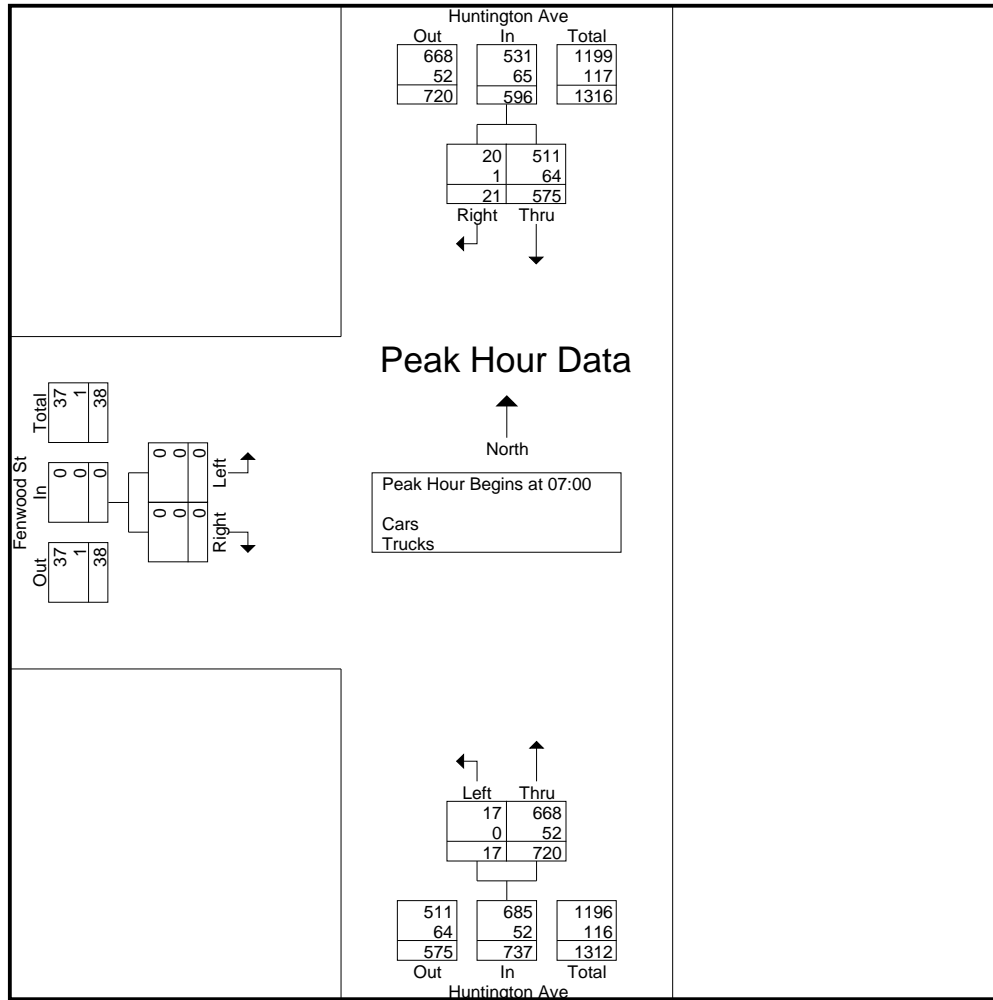 Huntington Ave
Out In Total
668 531 1199
52 65 117
720 596 1316
20 511
1 64
21 575
Right Thru
Peak Hour Data
North
Peak Hour Begins at 07:00
Cars
Trucks
Fenwood St
Out In Total
37 0 37
1 0 1
38 0 38
0 0
0 0
0 0
Right Left
Left Thru
17 668
0 52
17 720
511 685 1196
64 52 116
575 737 1312
Out In Total
Huntington Ave